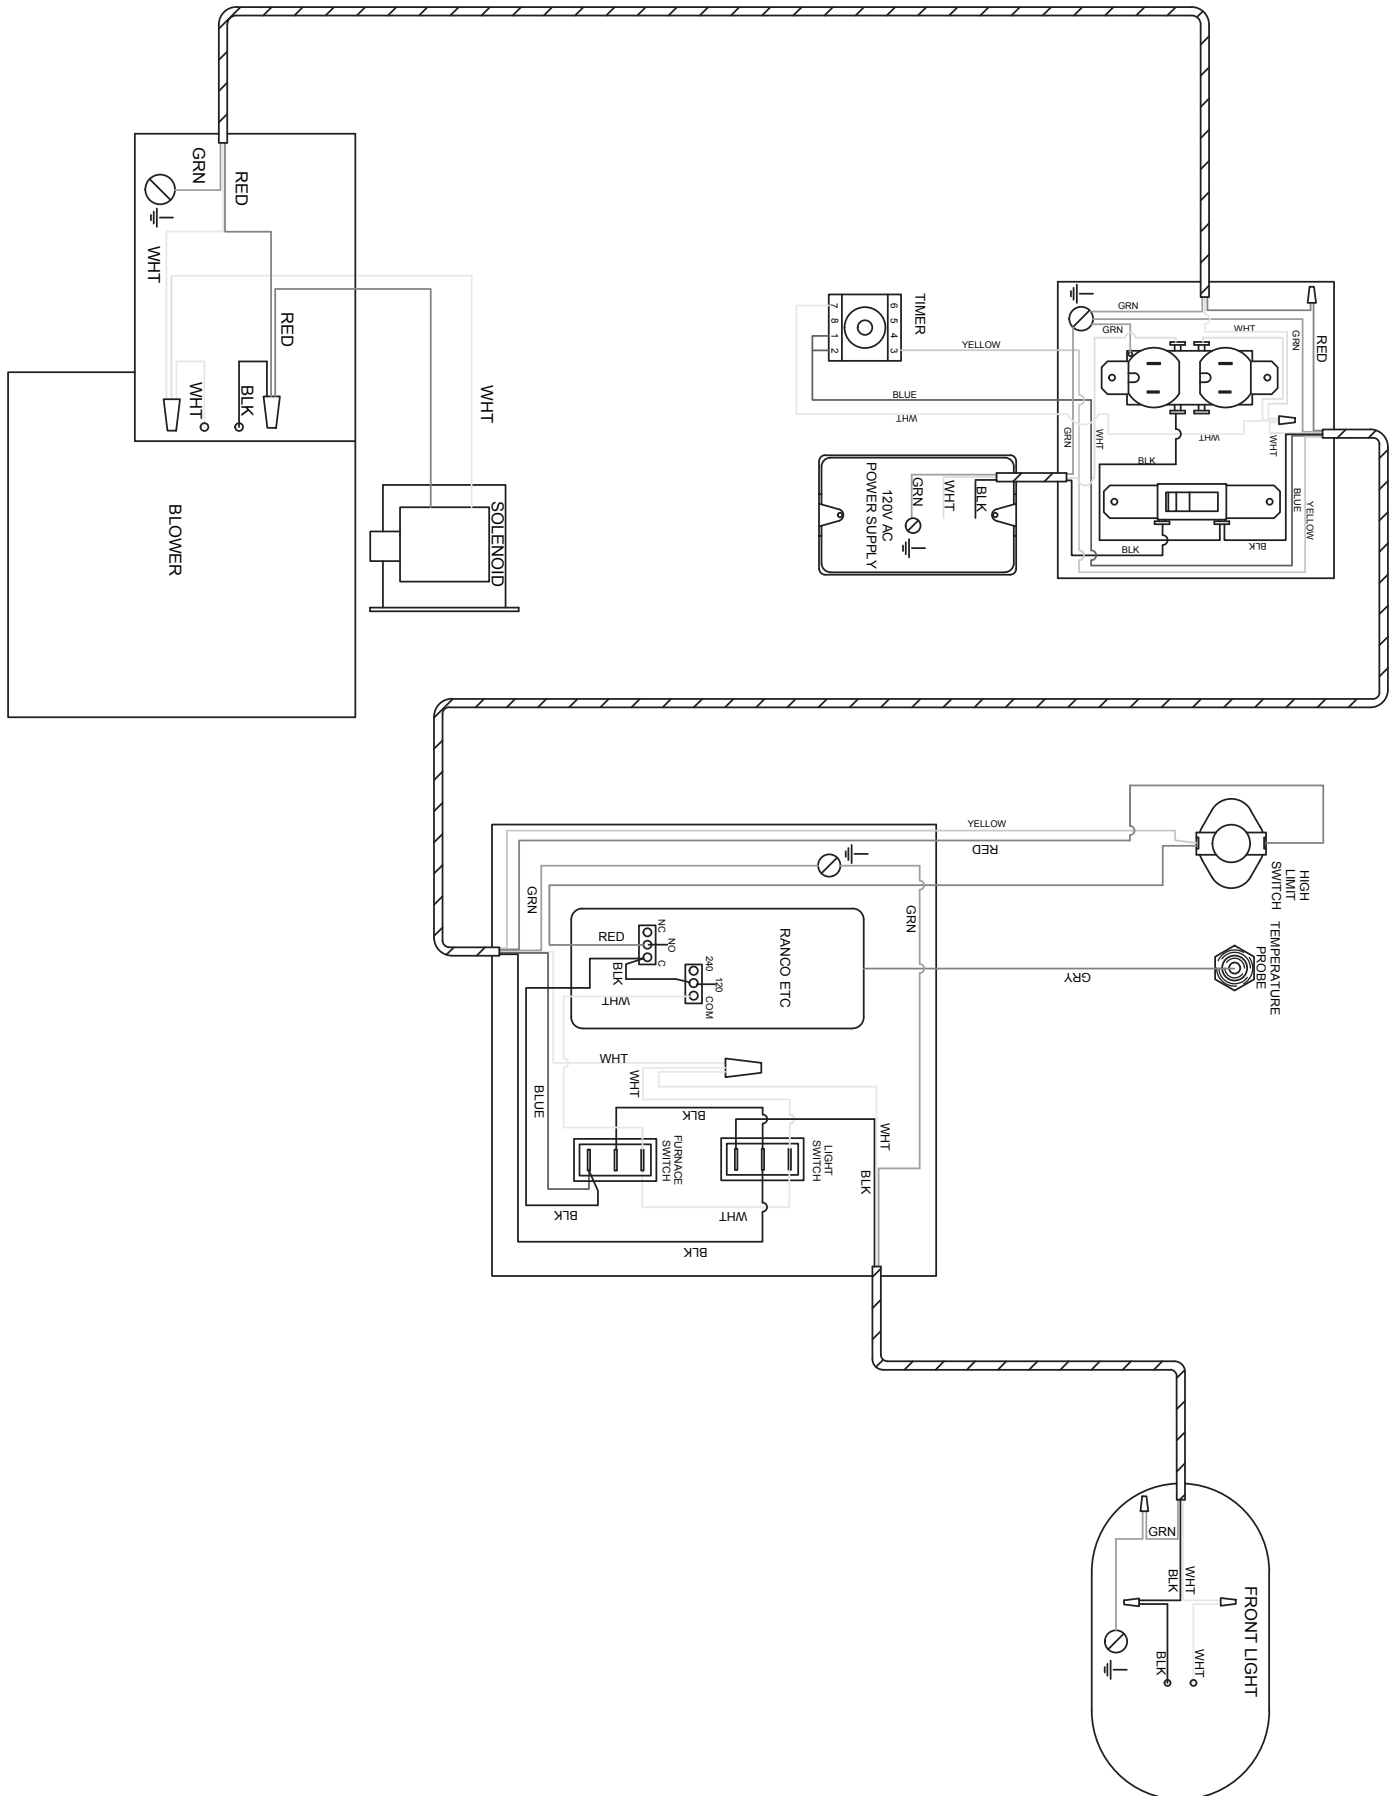 GRN
RED
WHT
RED
WHT
BLK
WHT
BLOWER
SOLENOID
TIMER
7
8
1
2
6
5
4
3
YELLOW
BLUE
WHT
120V AC
POWER SUPPLY
GRN
WHT
BLK
GRN
GRN
WHT
GRN
RED
GRN
WHT
WHT
WHT
BLK
BLUE
YELLOW
BLK
BLK
YELLOW
RED
HIGH
LIMIT
SWITCH
TEMPERATURE
PROBE
GRY
GRN
GRN
RED
NC
NO
C
BLK
WHT
240
120
COM
RANCO ETC
WHT
WHT
BLUE
BLK
FURNACE
SWITCH
LIGHT
SWITCH
WHT
BLK
BLK
WHT
BLK
GRN
BLK
WHT
BLK
WHT
FRONT LIGHT